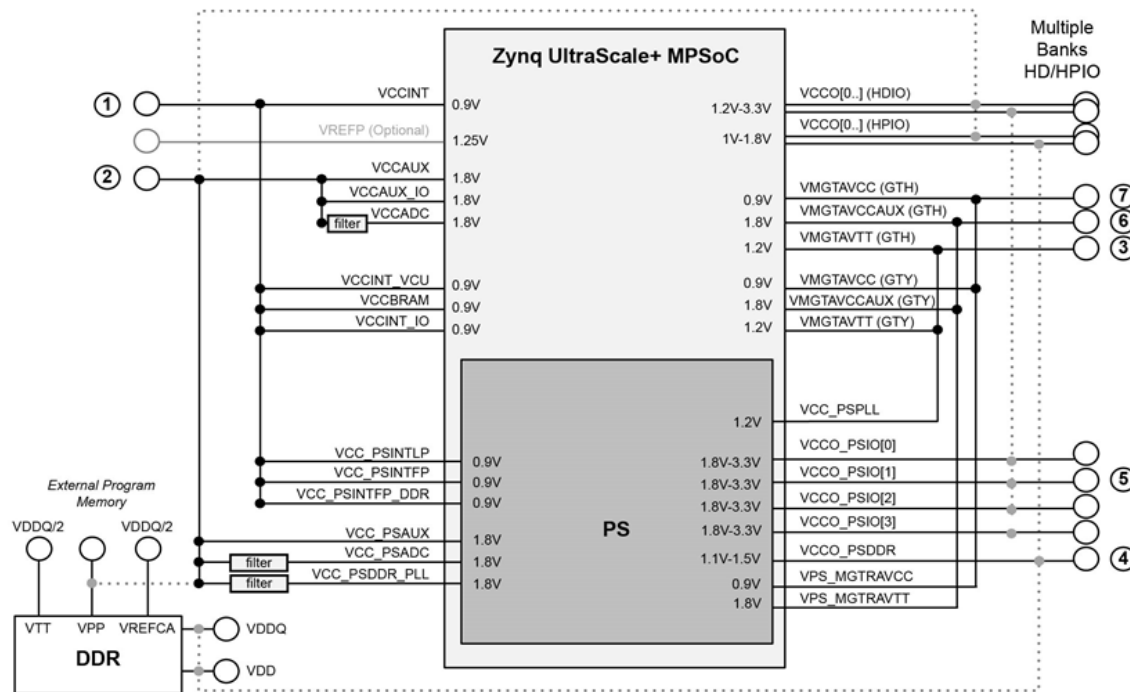 Zynq UltraScale+ MPSoC
Multiple
Banks
HD/HPIO
1
VCCINT
0.9V
VREFP (Optional)
1.25V
2
VCCAUX
1.8V
VCCAUX_IO
1.8V
VCCADC
filter
1.8V
VCCINT_VCU
0.9V
VCCBRAM
0.9V
VCCINT_IO
0.9V
1.2V-3.3V
VCCO[0..] (HDIO)
1V-1.8V
VCCO[0..] (HPIO)
0.9V
VMGTAVCC (GTH)
7
1.8V
VMGTAVCCAUX (GTH)
6
1.2V
VMGTAVTT (GTH)
3
0.9V
VMGTAVCC (GTY)
1.8V
VMGTAVCCAUX (GTY)
1.2V
VMGTAVTT (GTY)
PS
VCC_PSINTLP
0.9V
VCC_PSINTFP
0.9V
VCC_PSINTFP_DDR
0.9V
VCC_PSAUX
1.8V
filter
VCC_PSADC
1.8V
filter
VCC_PSDDR_PLL
1.8V
1.2V
VCC_PSPLL
1.8V-3.3V
VCCO_PSIO[0]
1.8V-3.3V
VCCO_PSIO[1]
5
1.8V-3.3V
VCCO_PSIO[2]
1.8V-3.3V
VCCO_PSIO[3]
1.1V-1.5V
VCCO_PSDDR
4
0.9V
VPS_MGTRAVCC
1.8V
VPS_MGTRAVTT
External Program
Memory
VDDQ/2
VDDQ/2
VTT
VPP
VREFCA
DDR
VDDQ
VDD